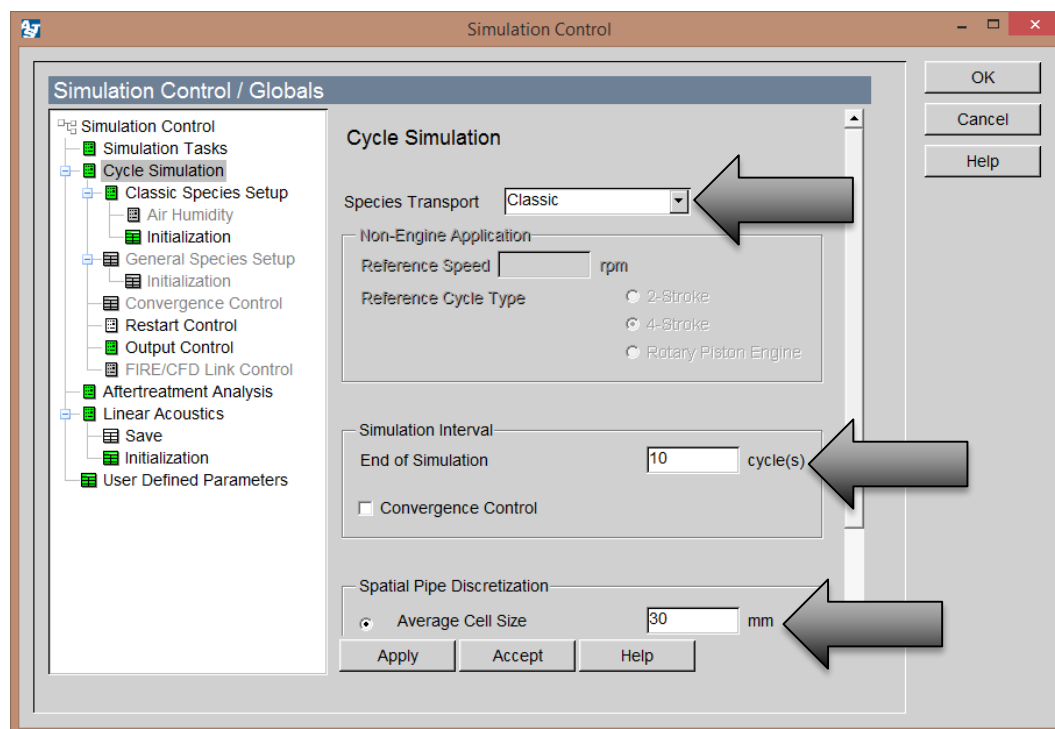 AST
Simulation Control
Simulation Control / Globals
Simulation Control
Simulation Tasks
Cycle Simulation
Classic Species Setup
Air Humidity
Initialization
General Species Setup
Initialization
Convergence Control
Restart Control
Output Control
FIRE/CFD Link Control
Aftertreatment Analysis
Linear Acoustics
Save
Initialization
User Defined Parameters
Cycle Simulation
Species Transport Classic
Non-Engine Application
Reference Speed rpm
Reference Cycle Type 2-Stroke
4-Stroke
Rotary Piston Engine
Simulation Interval
End of Simulation 10 cycle(s)
Convergence Control
Spatial Pipe Discretization
Average Cell Size 30 mm
Apply Accept Help
OK
Cancel
Help